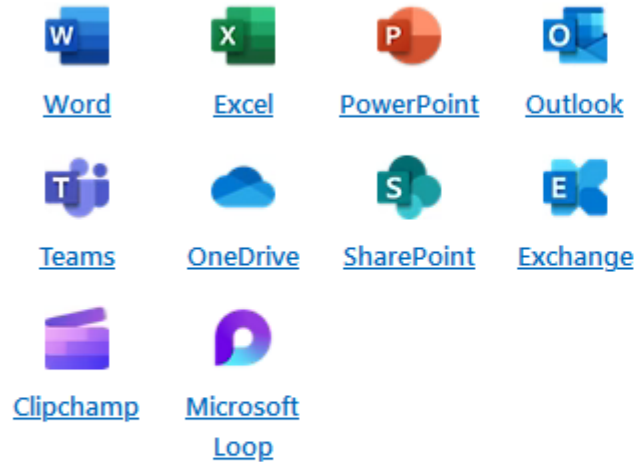 W X P O
Word Excel PowerPoint Outlook
T S E
Teams OneDrive SharePoint Exchange
Clipchamp Microsoft
Loop